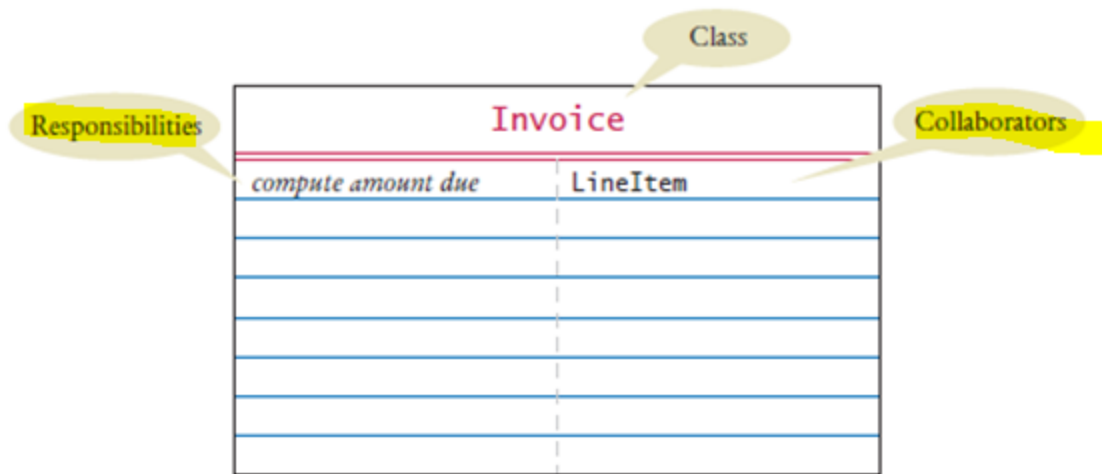 Class
Invoice
Responsibilities
Collaborators
compute amount due
LineItem